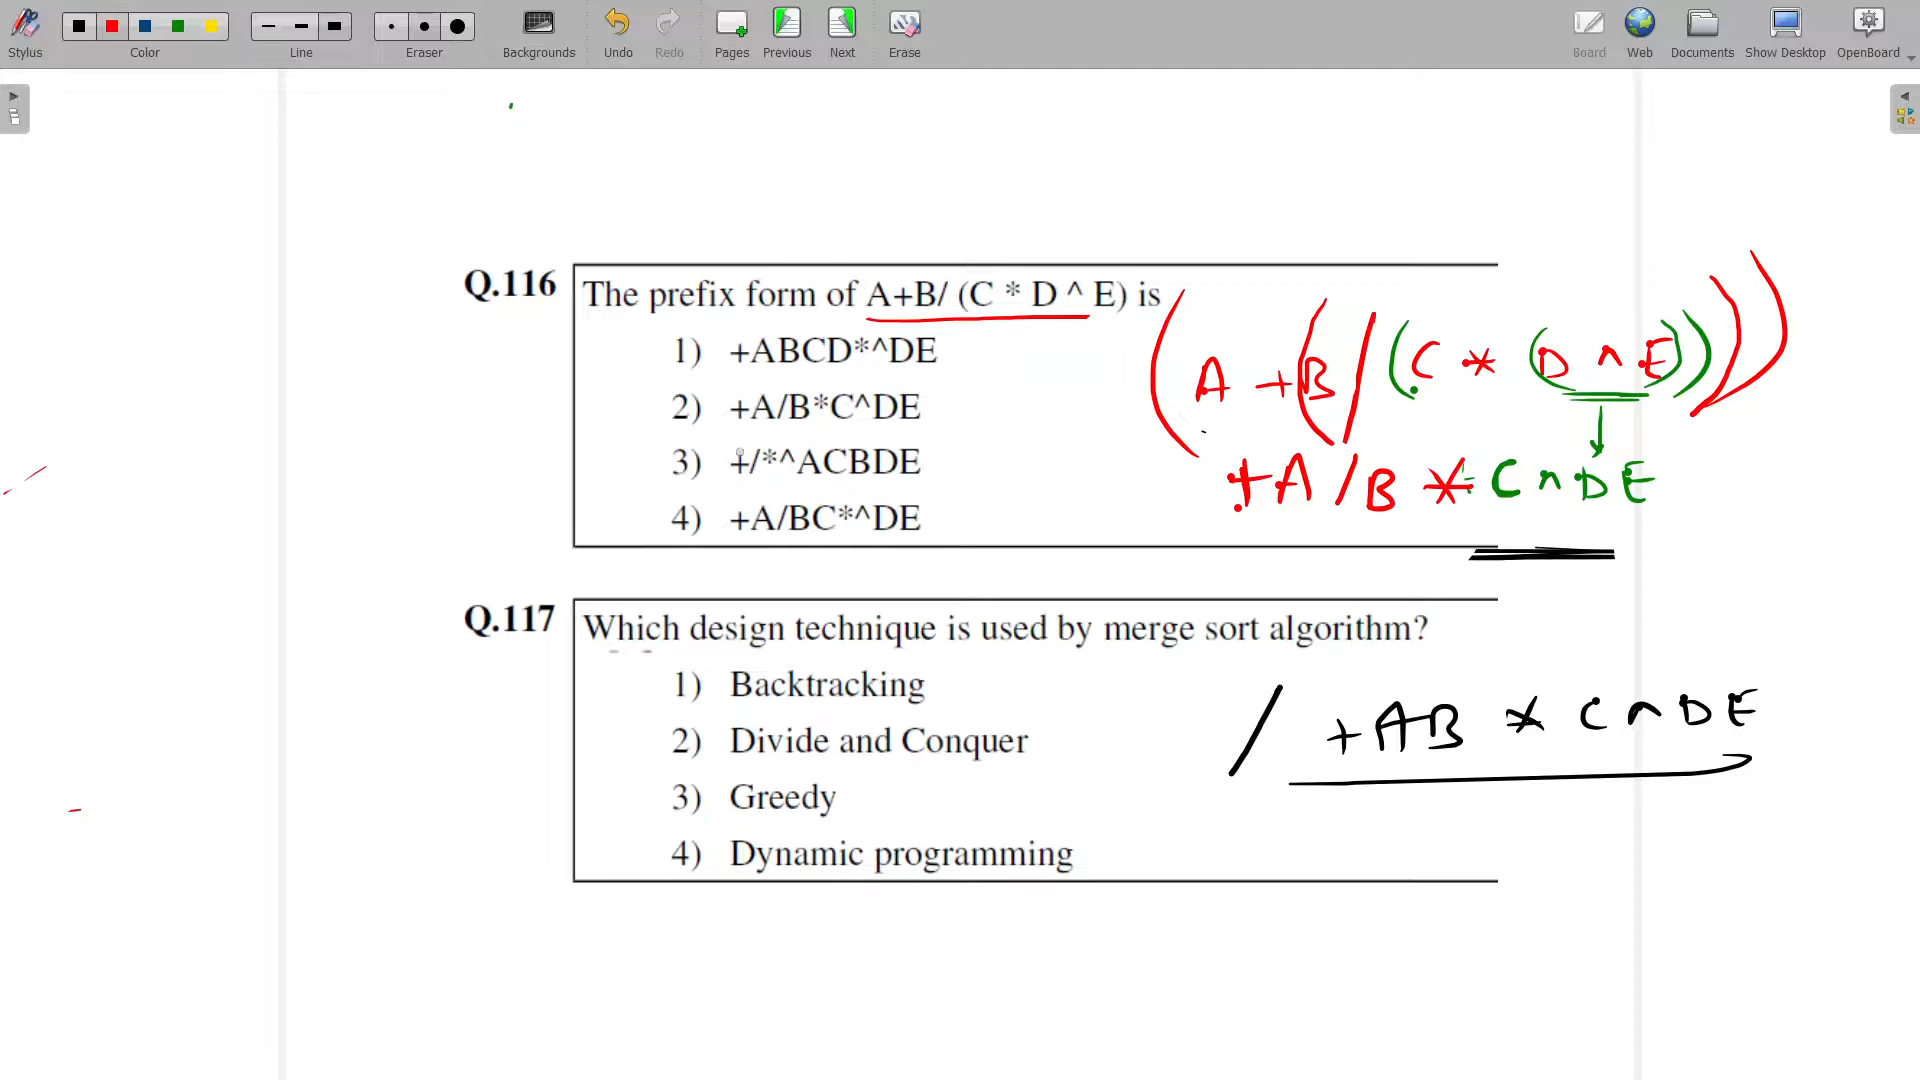 Stylus Color Line Eraser Backgrounds Undo Redo Pages Previous Next Erase Board Web Documents Show Desktop OpenBoard
Q.116 The prefix form of A+B/ (C * D ^ E) is
1) +ABCD*^DE
2) +A/B*C^DE
3) +/*^ACBDE
4) +A/BC*^DE
(A + (B / (C * (D ^ E))))
+A / B * C ^ D E
Q.117 Which design technique is used by merge sort algorithm?
1) Backtracking
2) Divide and Conquer
3) Greedy
4) Dynamic programming
/ +AB * C ^ D E